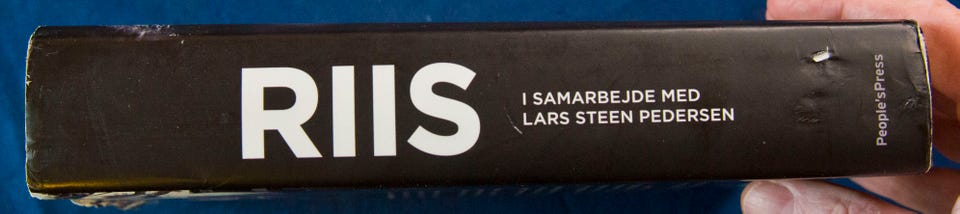 RIIS
I SAMARBEJDE MED
LARS STEEN PEDERSEN
People'sPress